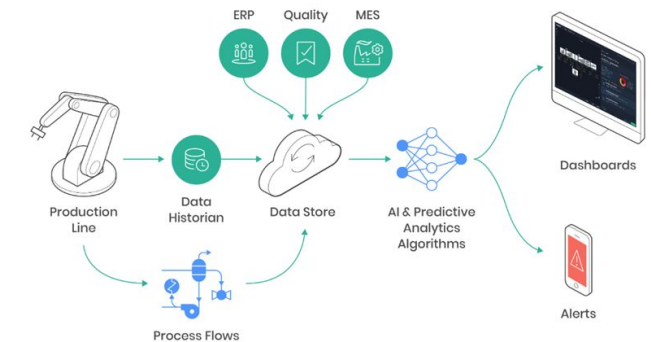 ERP
Quality
MES
Production
Line
Data
Historian
Data Store
AI & Predictive
Analytics
Algorithms
Dashboards
Process Flows
Alerts